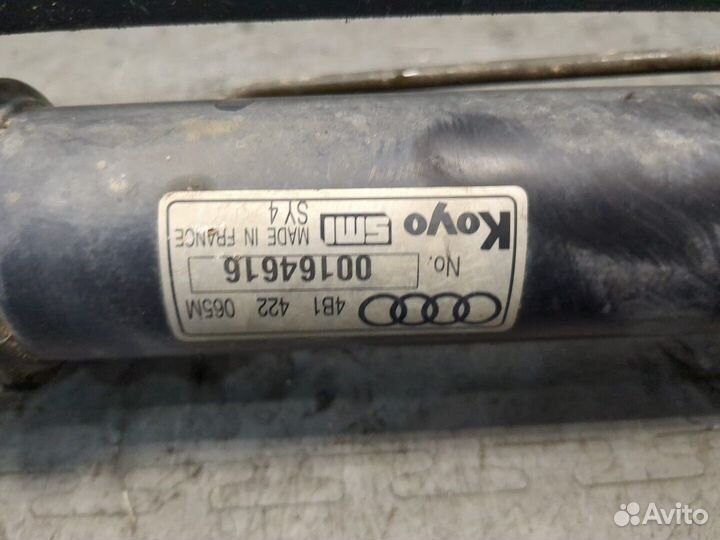 Koyo SMI MADE IN FRANCE
SY 4
No. 00164616
4B1 422 065M
Avito